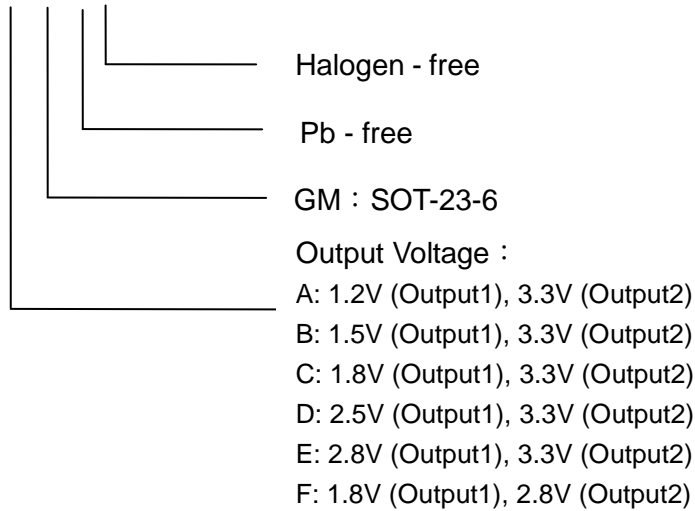 Halogen - free
Pb - free
GM：SOT-23-6
Output Voltage：
A: 1.2V (Output1), 3.3V (Output2)
B: 1.5V (Output1), 3.3V (Output2)
C: 1.8V (Output1), 3.3V (Output2)
D: 2.5V (Output1), 3.3V (Output2)
E: 2.8V (Output1), 3.3V (Output2)
F: 1.8V (Output1), 2.8V (Output2)